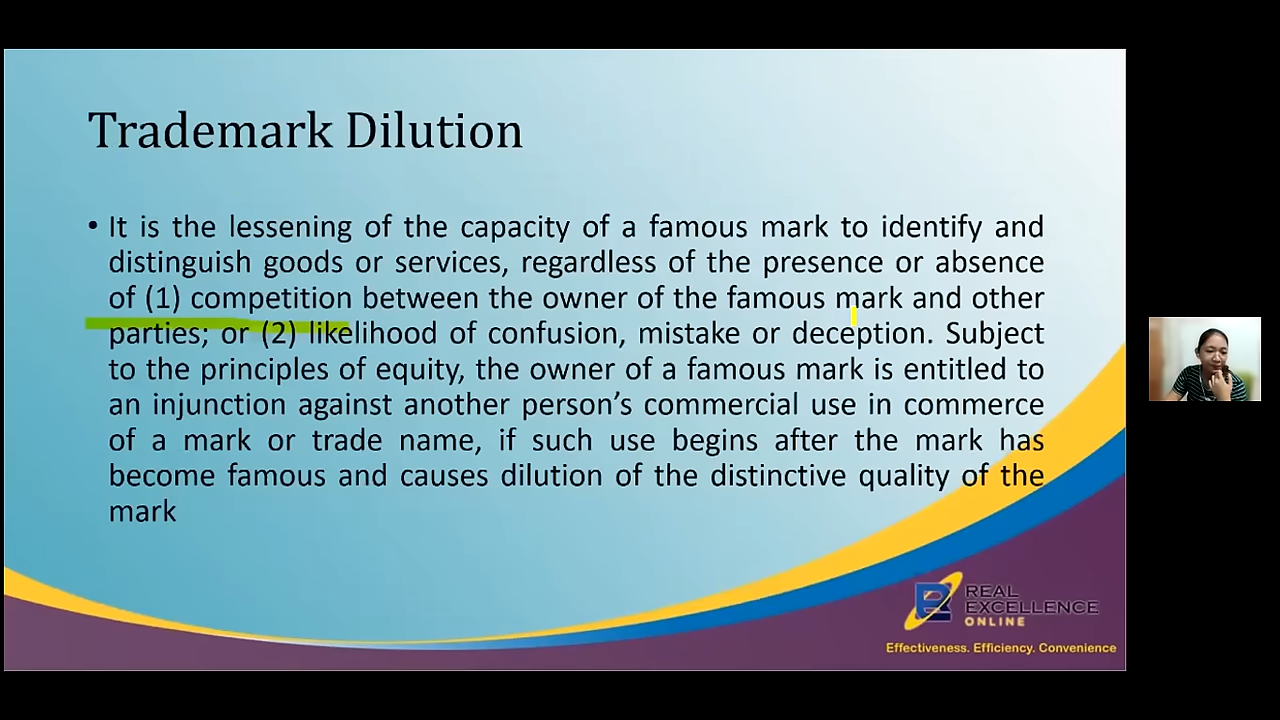 Trademark Dilution
• It is the lessening of the capacity of a famous mark to identify and
distinguish goods or services, regardless of the presence or absence
of (1) competition between the owner of the famous mark and other
parties; or (2) likelihood of confusion, mistake or deception. Subject
to the principles of equity, the owner of a famous mark is entitled to
an injunction against another person’s commercial use in commerce
of a mark or trade name, if such use begins after the mark has
become famous and causes dilution of the distinctive quality of the
mark
REAL
EXCELLENCE
ONLINE
Effectiveness. Efficiency. Convenience